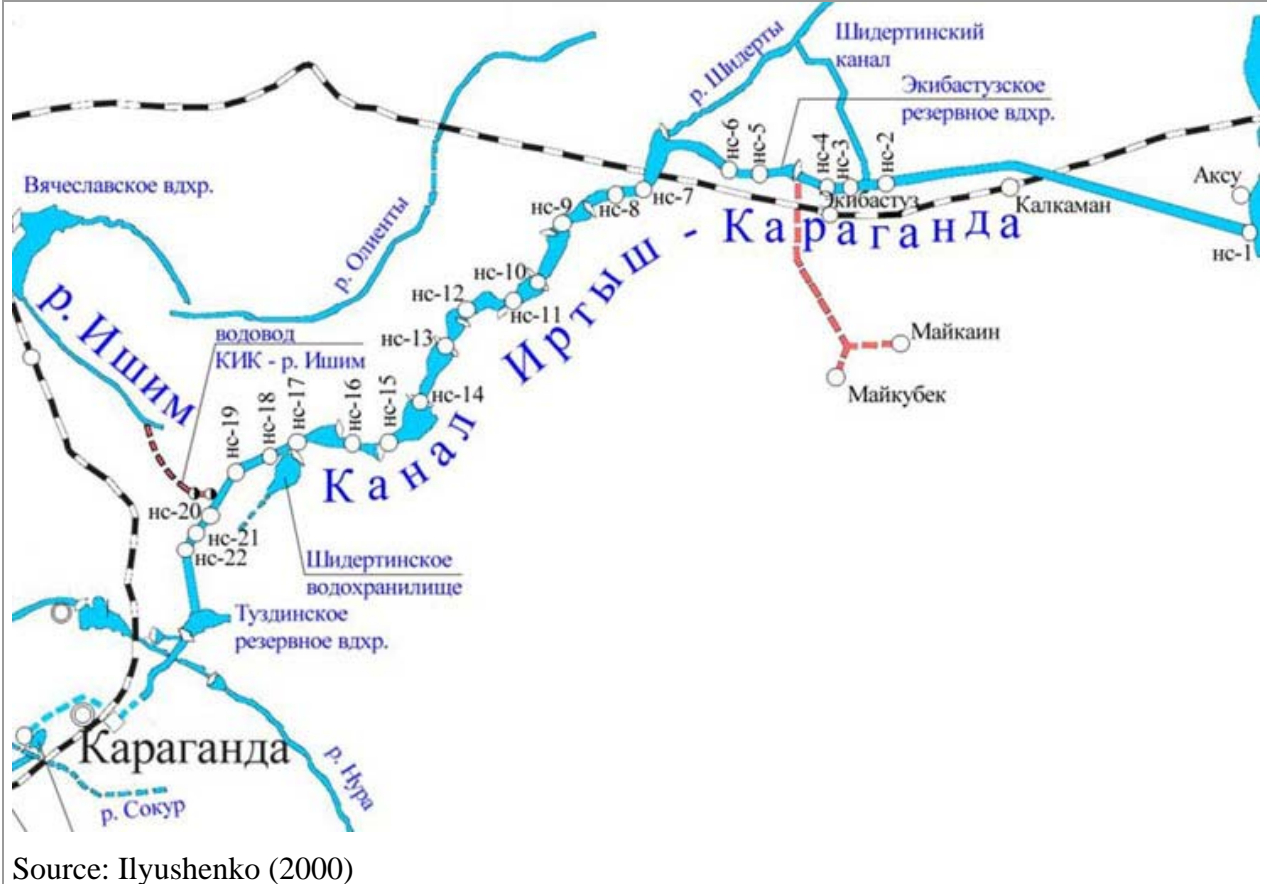 р. Шидерты
Шидертинский
канал
Экибастузское
резервное вдхр.
нс-6
нс-5
нс-4
нс-3
нс-2
Вячеславское вдхр.
Аксу
нс-7
нс-8
нс-9
Экибастуз
Калкаман
нс-1
р. Олиенты
Канал Иртыш - Караганда
нс-10
нс-11
нс-12
р. Ишим
водовод
КИК - р. Ишим
нс-13
Майкаин
Майкубек
нс-14
нс-15
нс-16
нс-17
нс-18
нс-19
нс-20
нс-21
нс-22
Шидертинское
водохранилище
Туздинское
резервное вдхр.
Караганда
р. Нура
р. Сокур
Source: Ilyushenko (2000)